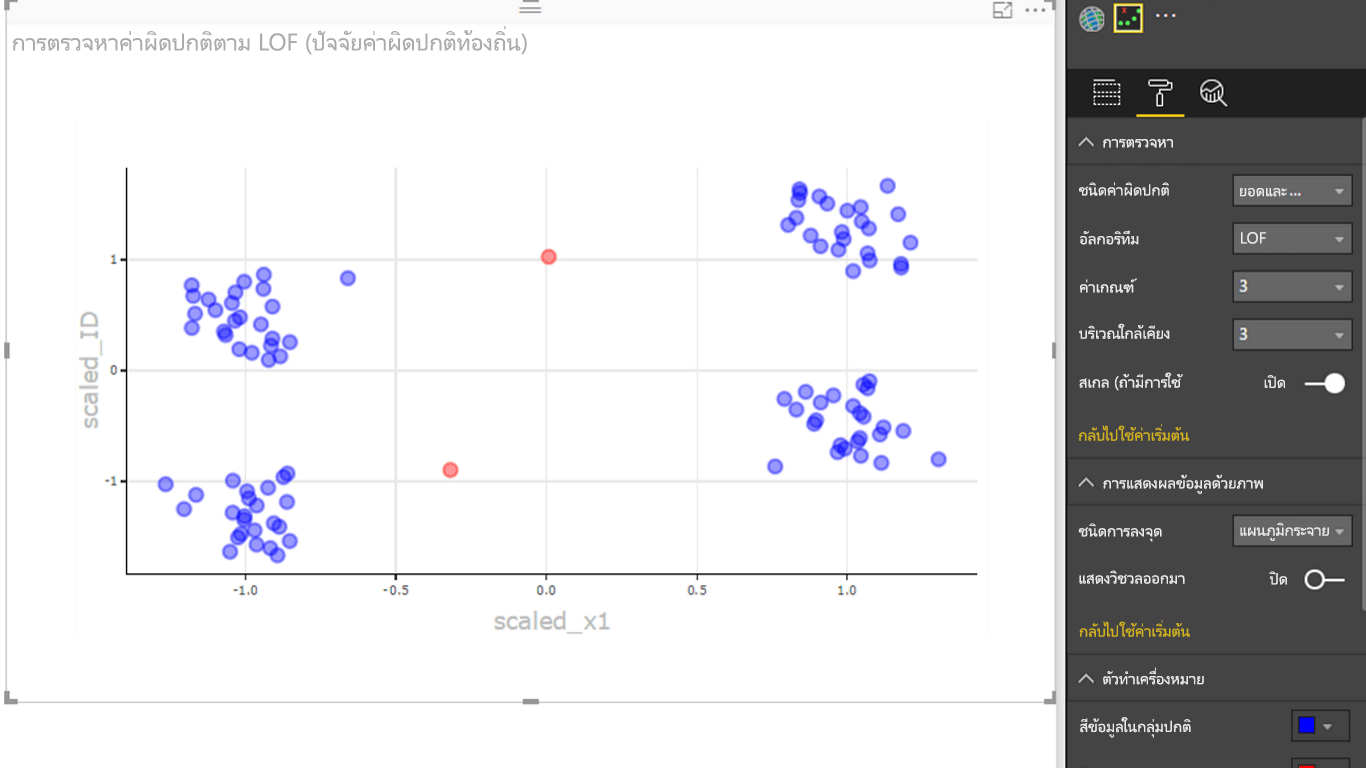 การตรวจหาค่าผิดปกติตาม LOF (ปัจจัยค่าผิดปกติท้องถิ่น)
scaled_ID
1
0
-1
-1.0
-0.5
0.0
0.5
1.0
scaled_x1
การตรวจหา
ชนิดค่าผิดปกติ ยอดและ ...
อัลกอริทึม LOF
ค่าเกณฑ์ 3
บริเวณใกล้เคียง 3
สเกล (ถ้ามีการใช้ เปิด
กลับไปใช้ค่าเริ่มต้น
การแสดงผลข้อมูลด้วยภาพ
ชนิดการลงจุด แผนภูมิกระจาย
แสดงวิชวลออกมา ปิด
กลับไปใช้ค่าเริ่มต้น
ตัวทำเครื่องหมาย
สีข้อมูลในกลุ่มปกติ